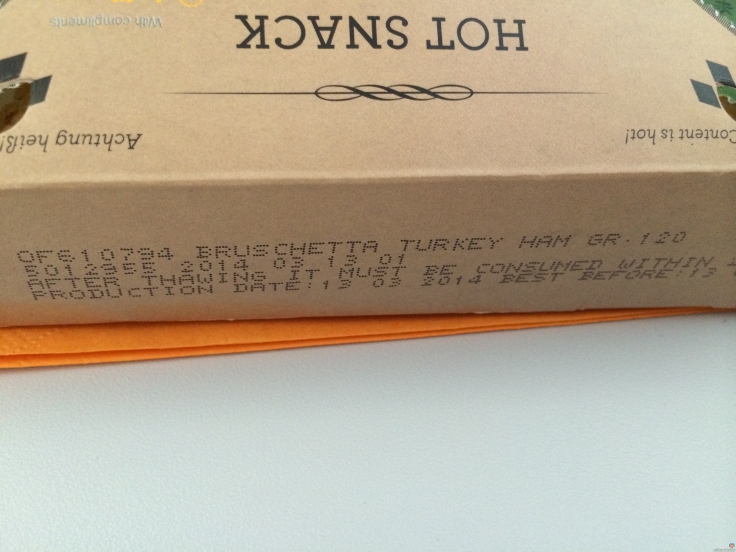 With compliments
HOT SNACK
Achtung heiß!
Content is hot!
OF610794 BRUSCHETTA TURKEY HAM GR.120
5012955 2014 03 13 01
AFTER THAWING IT MUST BE CONSUMED WITHIN
PRODUCTION DATE:13 03 2014 BEST BEFORE:13